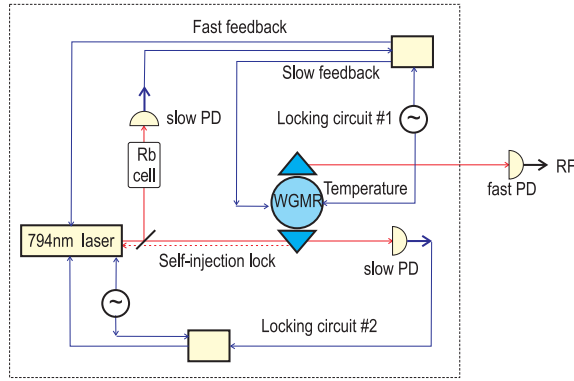 Fast feedback
Slow feedback
slow PD
Locking circuit #1
~
Rb
cell
RF
fast PD
Temperature
WGMR
794nm laser
Self-injection lock
slow PD
~
Locking circuit #2